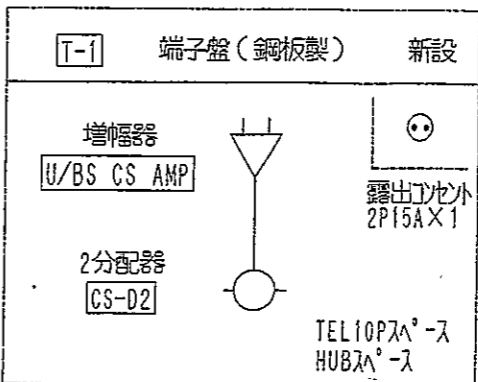 T-1 端子盤(鋼板製) 新設
増幅器
U/BS CS AMP
露出コンセント
2P15A×1
2分配器
CS-D2
TEL10Pスペース
HUBスペース